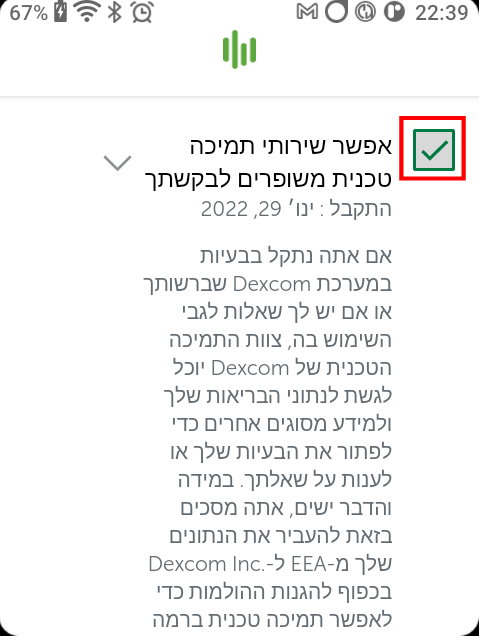 67%
22:39
אפשר שירותי תמיכה
טכנית משופרים לבקשתך
התקבל : ינו׳ 29, 2022
אם אתה נתקל בבעיות
במערכת Dexcom שברשותך
או אם יש לך שאלות לגבי
השימוש בה, צוות התמיכה
הטכנית של Dexcom יוכל
לגשת לנתוני הבריאות שלך
ולמידע מסוגים אחרים כדי
לפתור את הבעיות שלך או
לענות על שאלתך. במידה
והדבר ישים, אתה מסכים
בזאת להעביר את הנתונים
שלך מ-EEA ל-Dexcom Inc.
בכפוף להגנות ההולמות כדי
לאפשר תמיכה טכנית ברמה